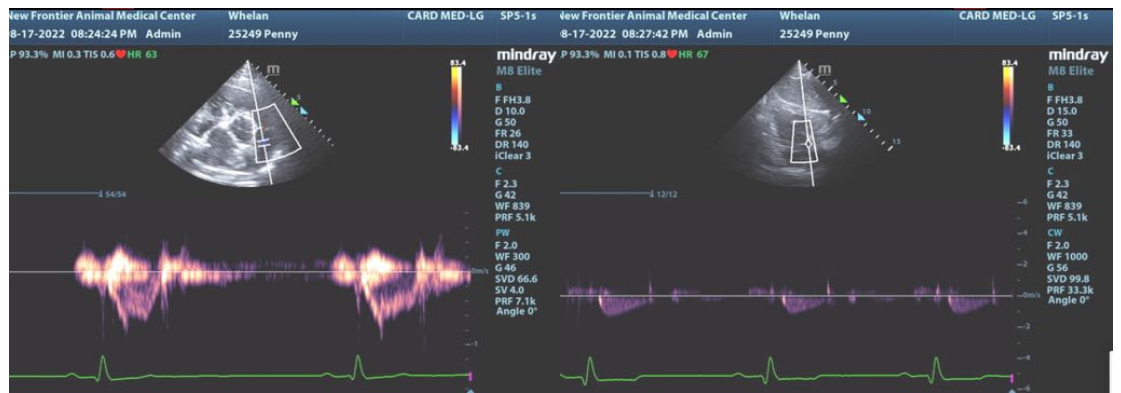 New Frontier Animal Medical Center Whelan CARD MED-LG SP5-1s
8-17-2022 08:24:24 PM Admin 25249 Penny
P 93.3% MI 0.3 TIS 0.6 HR 63
mindray
M8 Elite
m
5
83.4
-83.4
B
F FH3.8
D 10.0
G 50
FR 26
DR 140
iClear 3
C
F 2.3
G 42
WF 839
PRF 5.1k
PW
F 2.0
WF 300
G 46
SVD 66.6
SV 4.0
PRF 7.1k
Angle 0°
54/54
0m/s
-1
New Frontier Animal Medical Center Whelan CARD MED-LG SP5-1s
8-17-2022 08:27:42 PM Admin 25249 Penny
P 93.3% MI 0.1 TIS 0.8 HR 67
mindray
M8 Elite
m
5
10
15
83.4
-83.4
B
F FH3.8
D 15.0
G 50
FR 33
DR 140
iClear 3
C
F 2.3
G 42
WF 839
PRF 5.1k
CW
F 2.0
WF 1000
G 56
SVD 99.8
PRF 33.3k
Angle 0°
12/12
-6
-4
-2
-0m/s
-2
-4
-6